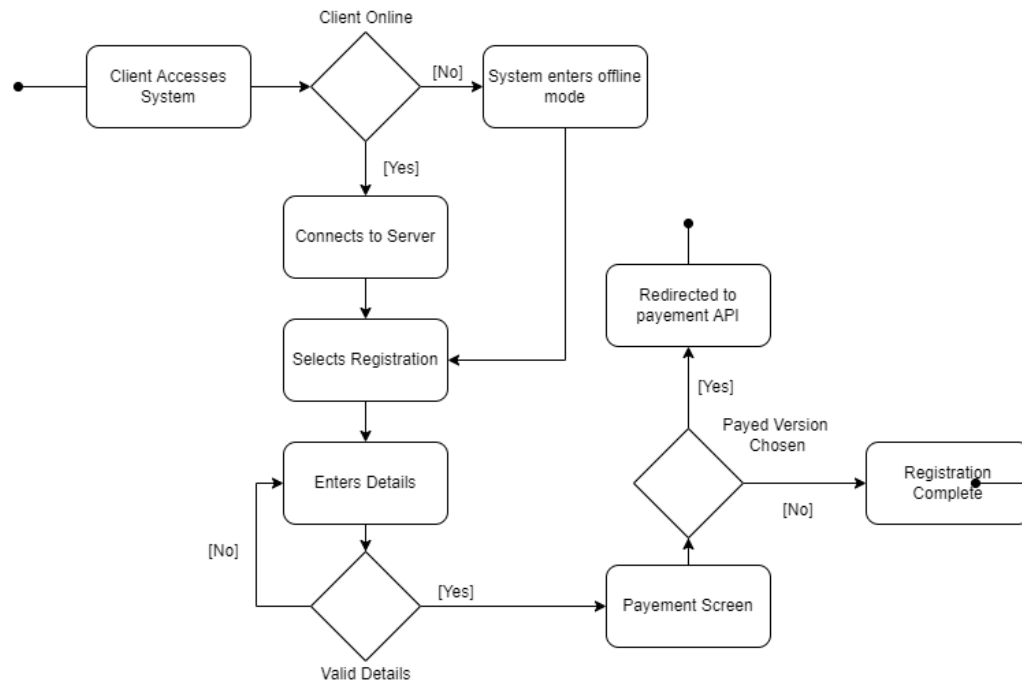 Client Online
Client Accesses
System
[No]
System enters offline
mode
[Yes]
Connects to Server
Selects Registration
Enters Details
[No]
Valid Details
[Yes]
Payement Screen
Payed Version
Chosen
[Yes]
Redirected to
payement API
[No]
Registration
Complete